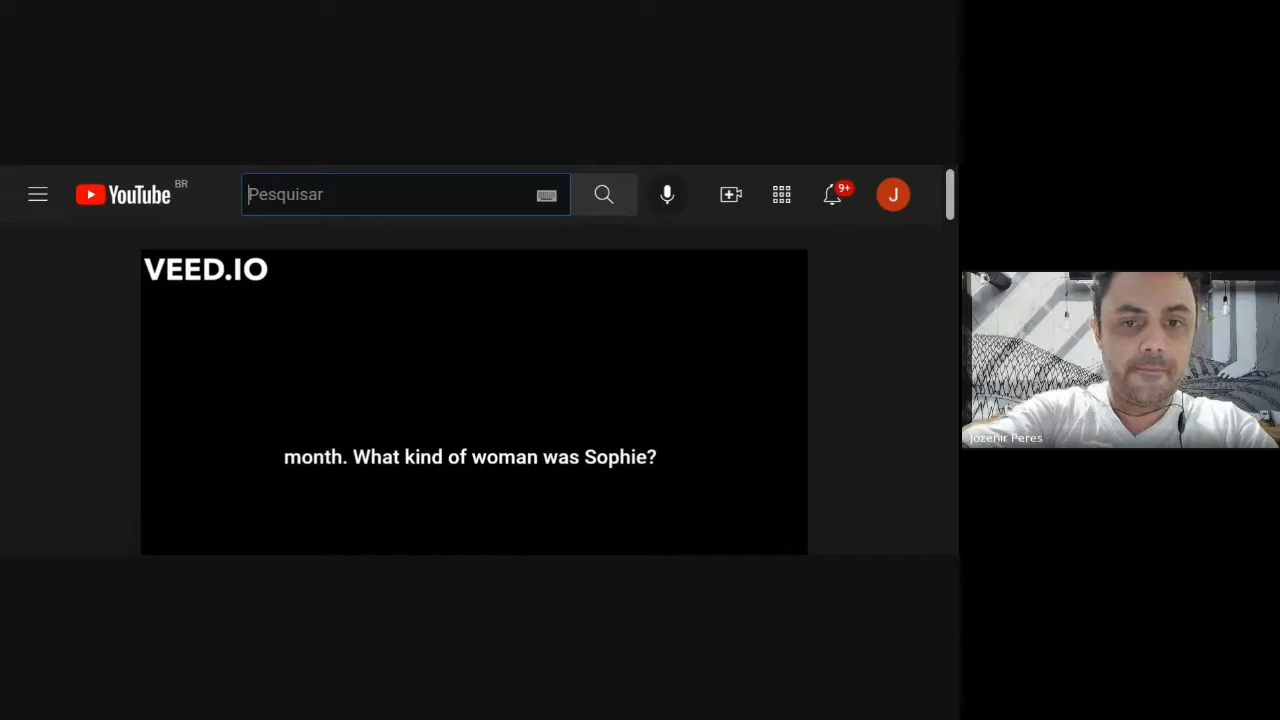 YouTube BR
Pesquisar
9+
J
VEED.IO
month. What kind of woman was Sophie?
Jozenir Peres